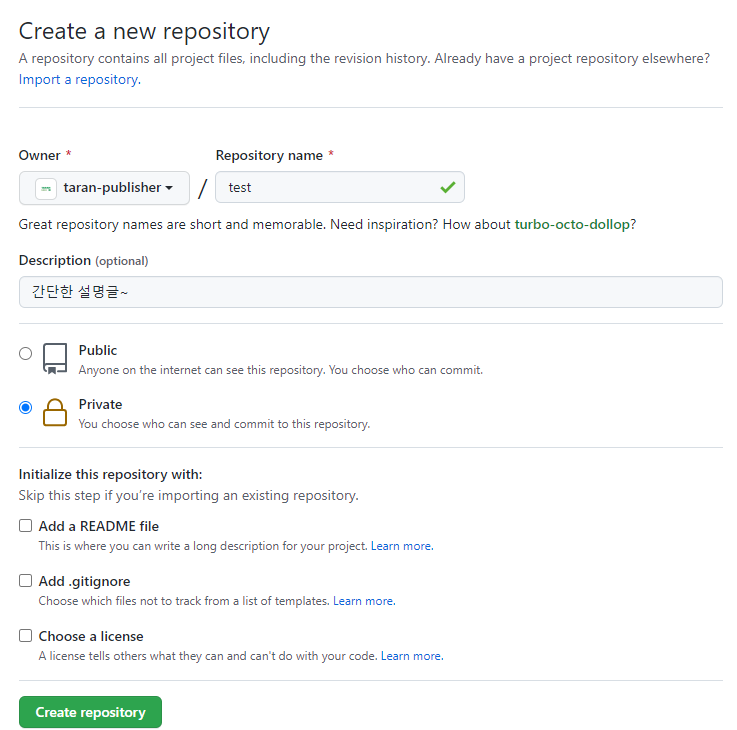 Create a new repository
A repository contains all project files, including the revision history. Already have a project repository elsewhere?
Import a repository.
Owner *
Repository name *
taran-publisher
/
test
Great repository names are short and memorable. Need inspiration? How about turbo-octo-dollop?
Description (optional)
간단한 설명글~
Public
Anyone on the internet can see this repository. You choose who can commit.
Private
You choose who can see and commit to this repository.
Initialize this repository with:
Skip this step if you're importing an existing repository.
Add a README file
This is where you can write a long description for your project. Learn more.
Add .gitignore
Choose which files not to track from a list of templates. Learn more.
Choose a license
A license tells others what they can and can't do with your code. Learn more.
Create repository